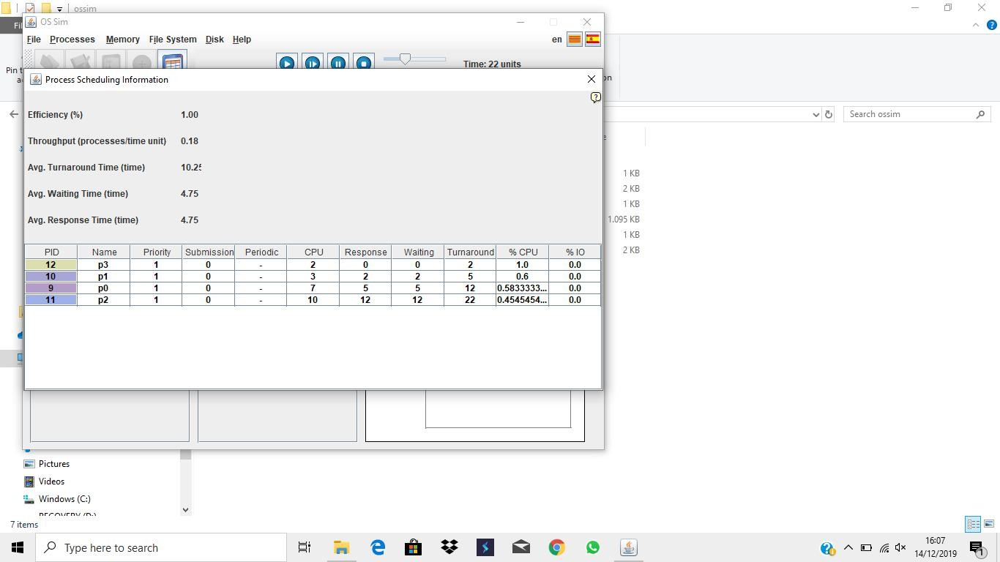 ossim
Fil
OS Sim
File Processes Memory File System Disk Help
en
Pin t
a
Time: 22 units
on
Process Scheduling Information
Efficiency (%) 1.00
Search ossim
Throughput (processes/time unit) 0.18
e
Avg. Turnaround Time (time) 10.25
1 KB
2 KB
Avg. Waiting Time (time) 4.75
1 KB
Avg. Response Time (time) 4.75
1.095 KB
1 KB
2 KB
PID Name Priority Submission Periodic CPU Response Waiting Turnaround % CPU % IO
12 p3 1 0 - 2 0 0 2 1.0 0.0
10 p1 1 0 - 3 2 2 5 0.6 0.0
9 p0 1 0 - 7 5 5 12 0.5833333... 0.0
11 p2 1 0 - 10 12 12 22 0.4545454... 0.0
Pictures
Videos
Windows (C:)
RECOVERY (D:)
7 items
Type here to search
16:07
14/12/2019
1